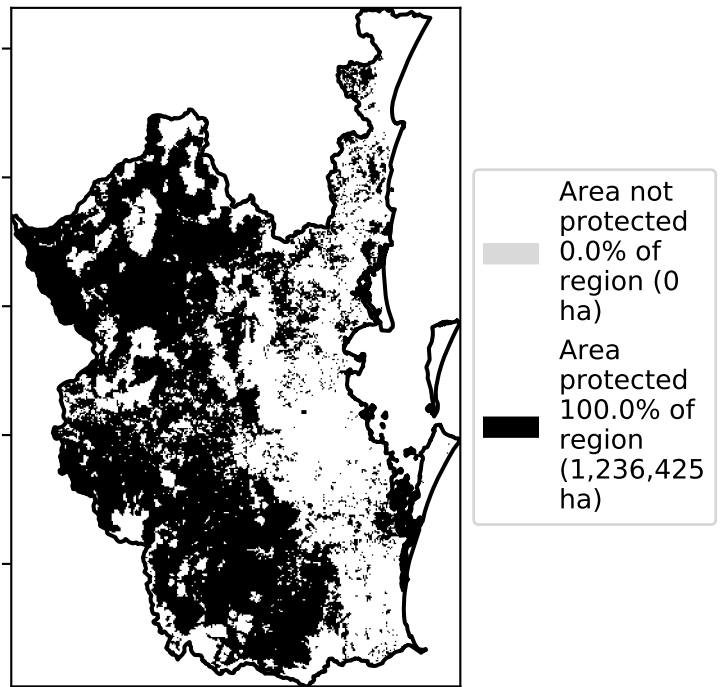 Area not
protected
0.0% of
region (0
ha)
Area
protected
100.0% of
region
(1,236,425
ha)